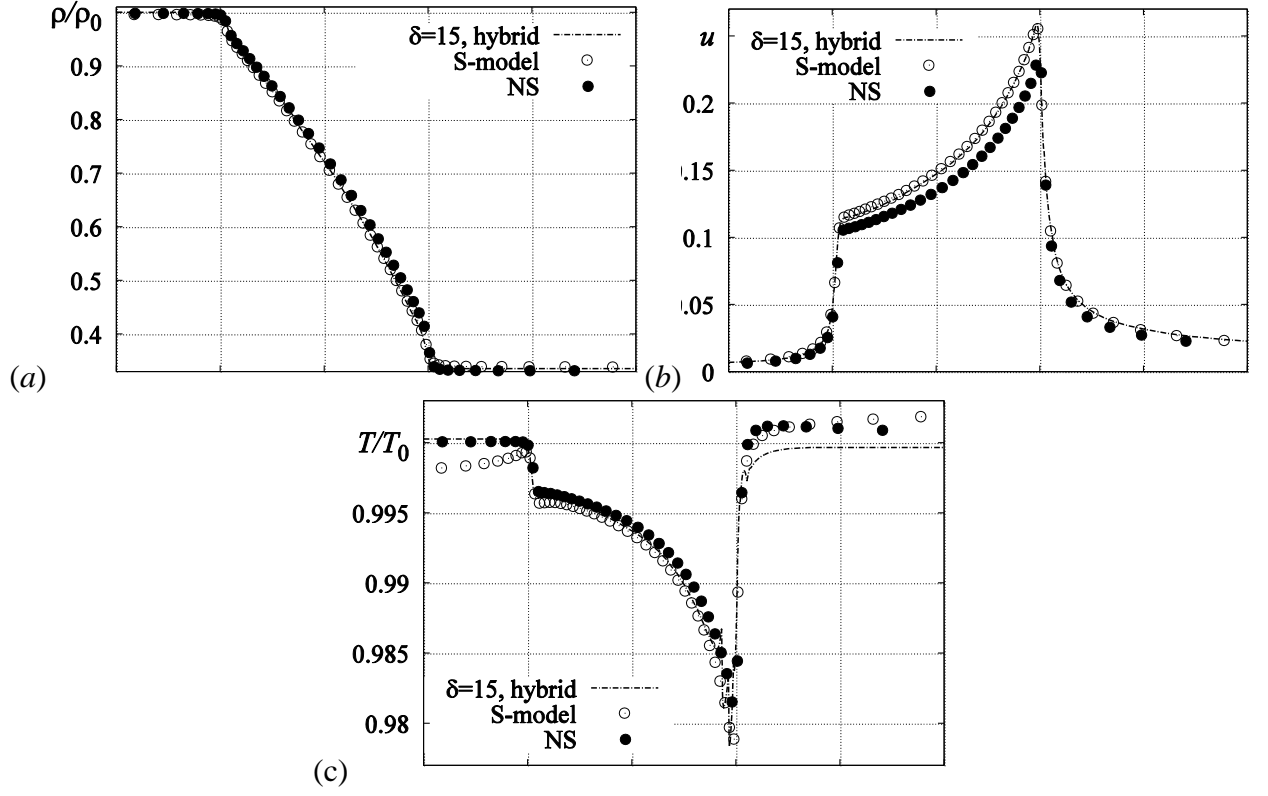 ρ/ρ0
0.9
0.8
0.7
0.6
0.5
0.4
δ=15, hybrid
S-model
NS
(a)
u
0.2
.15
0.1
.05
0
δ=15, hybrid
S-model
NS
(b)
T/T0
0.995
0.99
0.985
0.98
δ=15, hybrid
S-model
NS
(c)